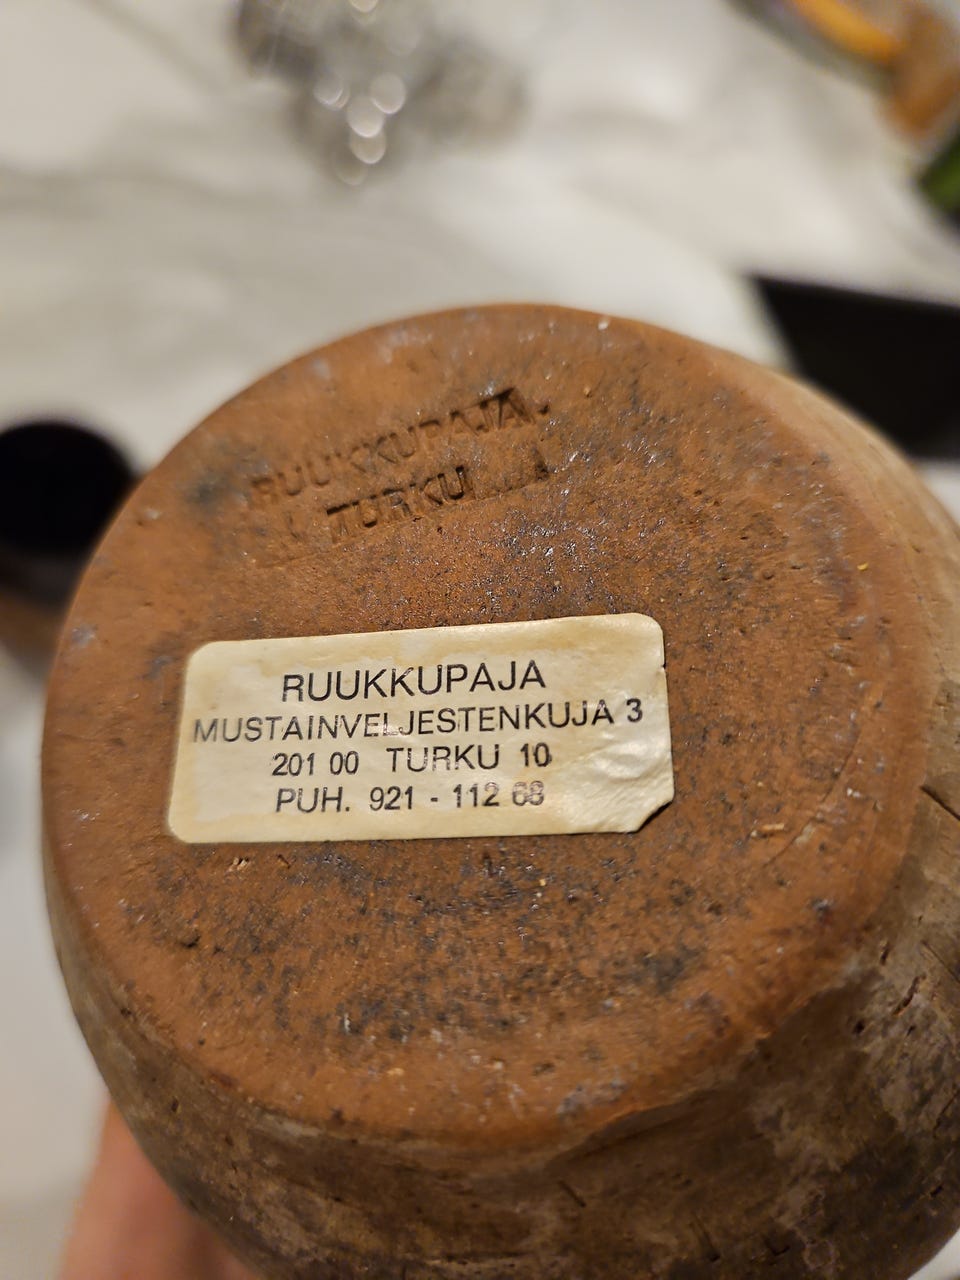 RUUKKUPAJA
TURKU
RUUKKUPAJA
MUSTAINVELJESTENKUJA 3
201 00 TURKU 10
PUH. 921 - 112 68